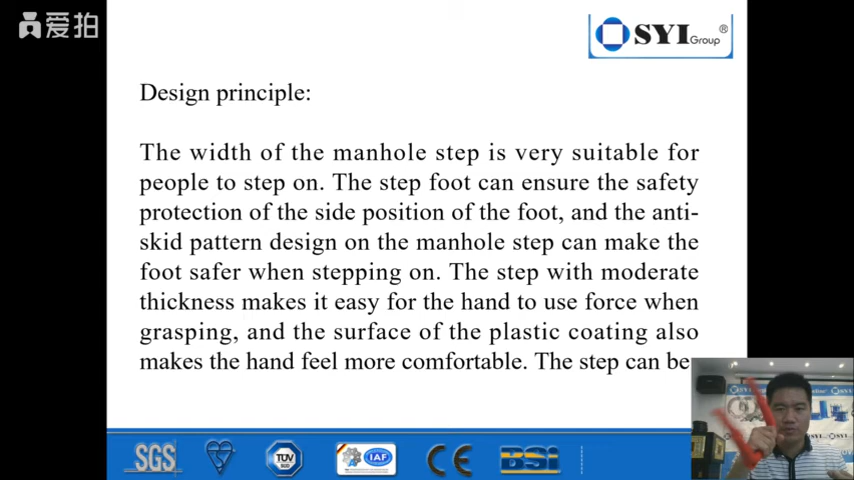 爱拍
SYI Group ®
Design principle:
The width of the manhole step is very suitable for
people to step on. The step foot can ensure the safety
protection of the side position of the foot, and the anti-
skid pattern design on the manhole step can make the
foot safer when stepping on. The step with moderate
thickness makes it easy for the hand to use force when
grasping, and the surface of the plastic coating also
makes the hand feel more comfortable. The step can be
SGS
TÜV
IAF
CE
BSi